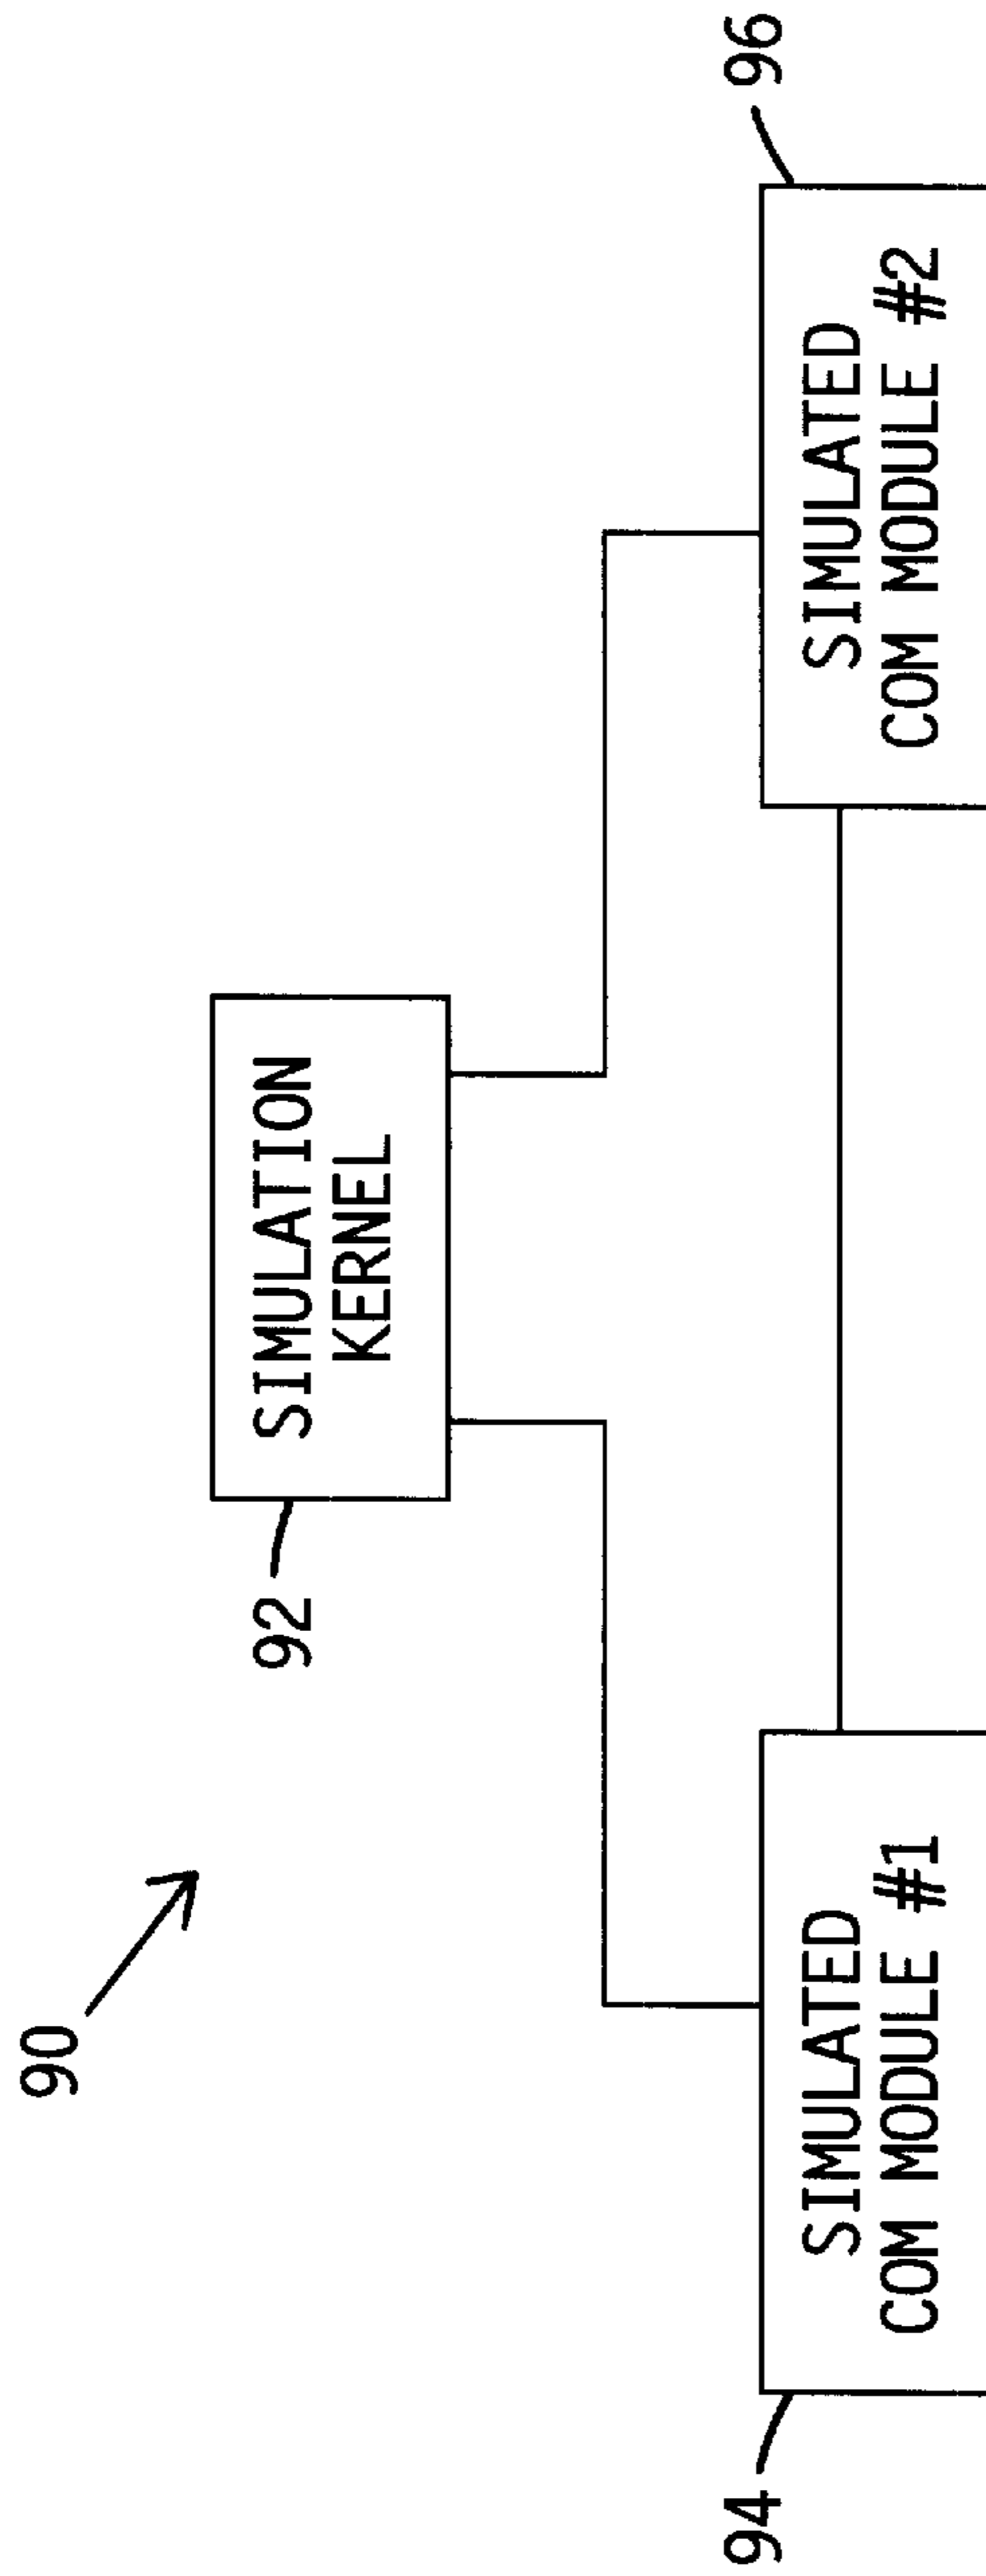 90
92
SIMULATION
KERNEL
94
SIMULATED
COM MODULE #1
96
SIMULATED
COM MODULE #2